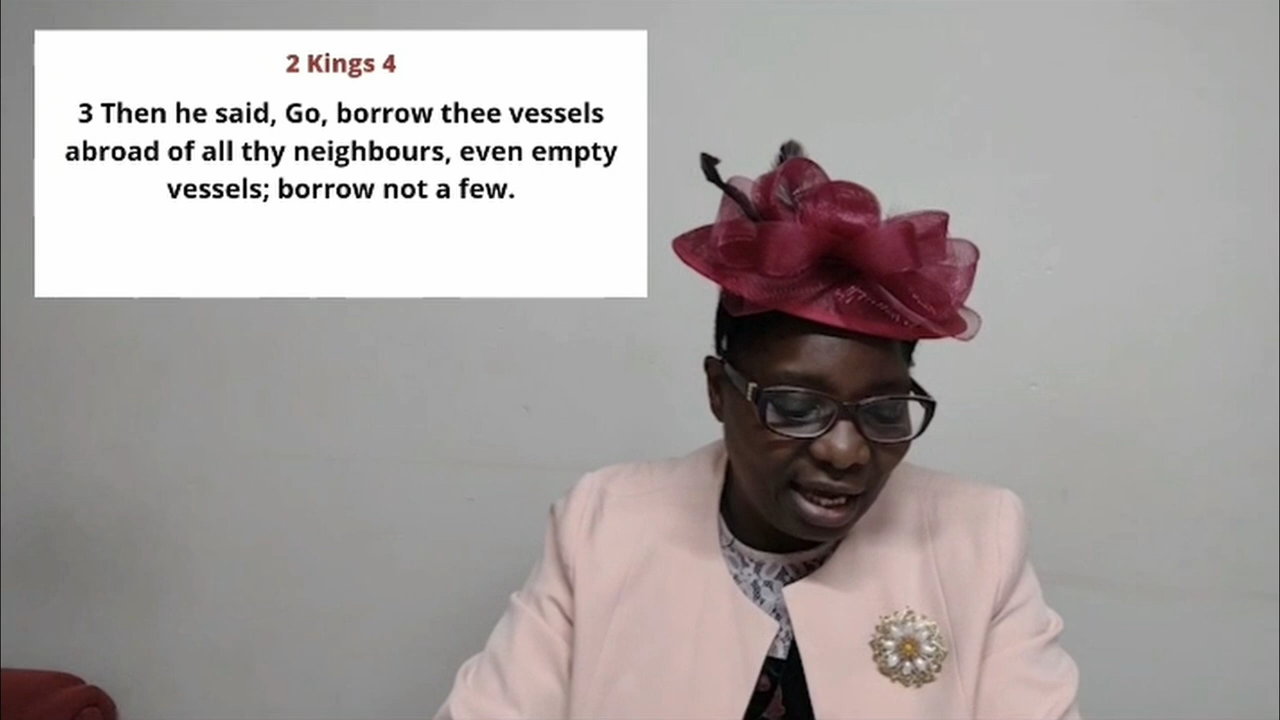 2 Kings 4
3 Then he said, Go, borrow thee vessels
abroad of all thy neighbours, even empty
vessels; borrow not a few.